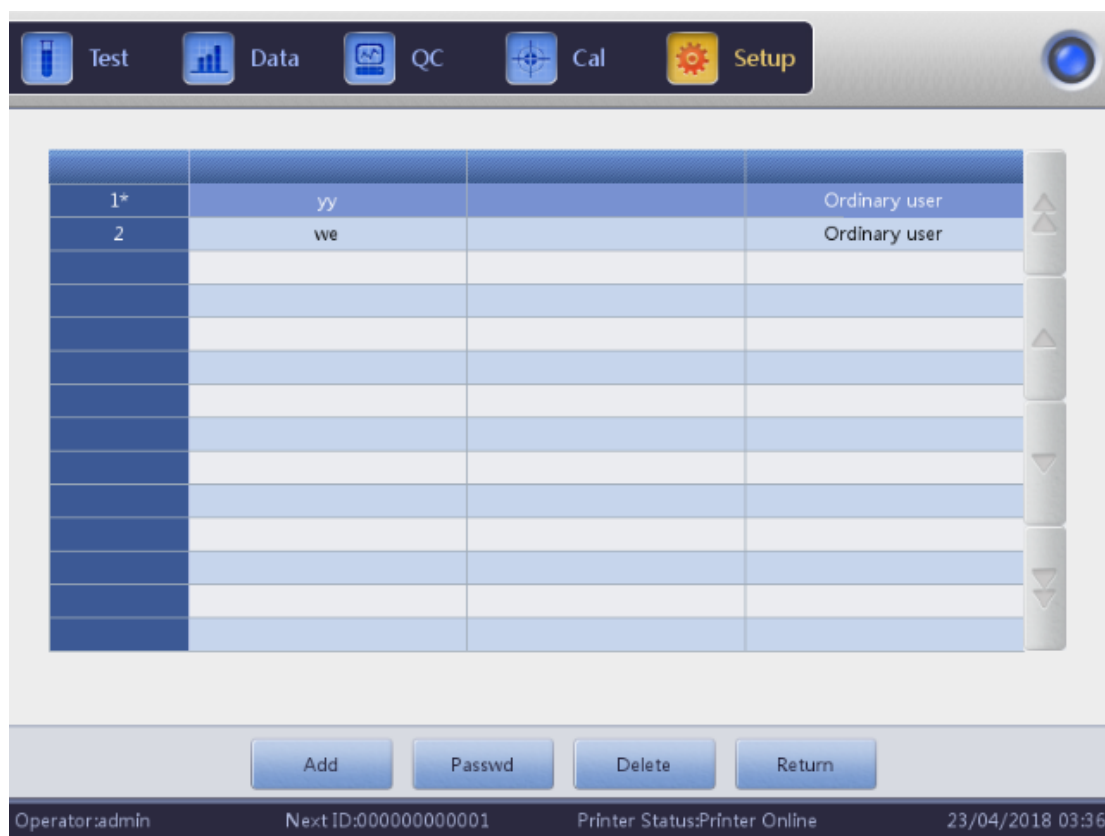 Test Data QC Cal Setup
1* yy Ordinary user
2 we Ordinary user
Add Passwd Delete Return
Operator:admin Next ID:000000000001 Printer Status:Printer Online 23/04/2018 03:36